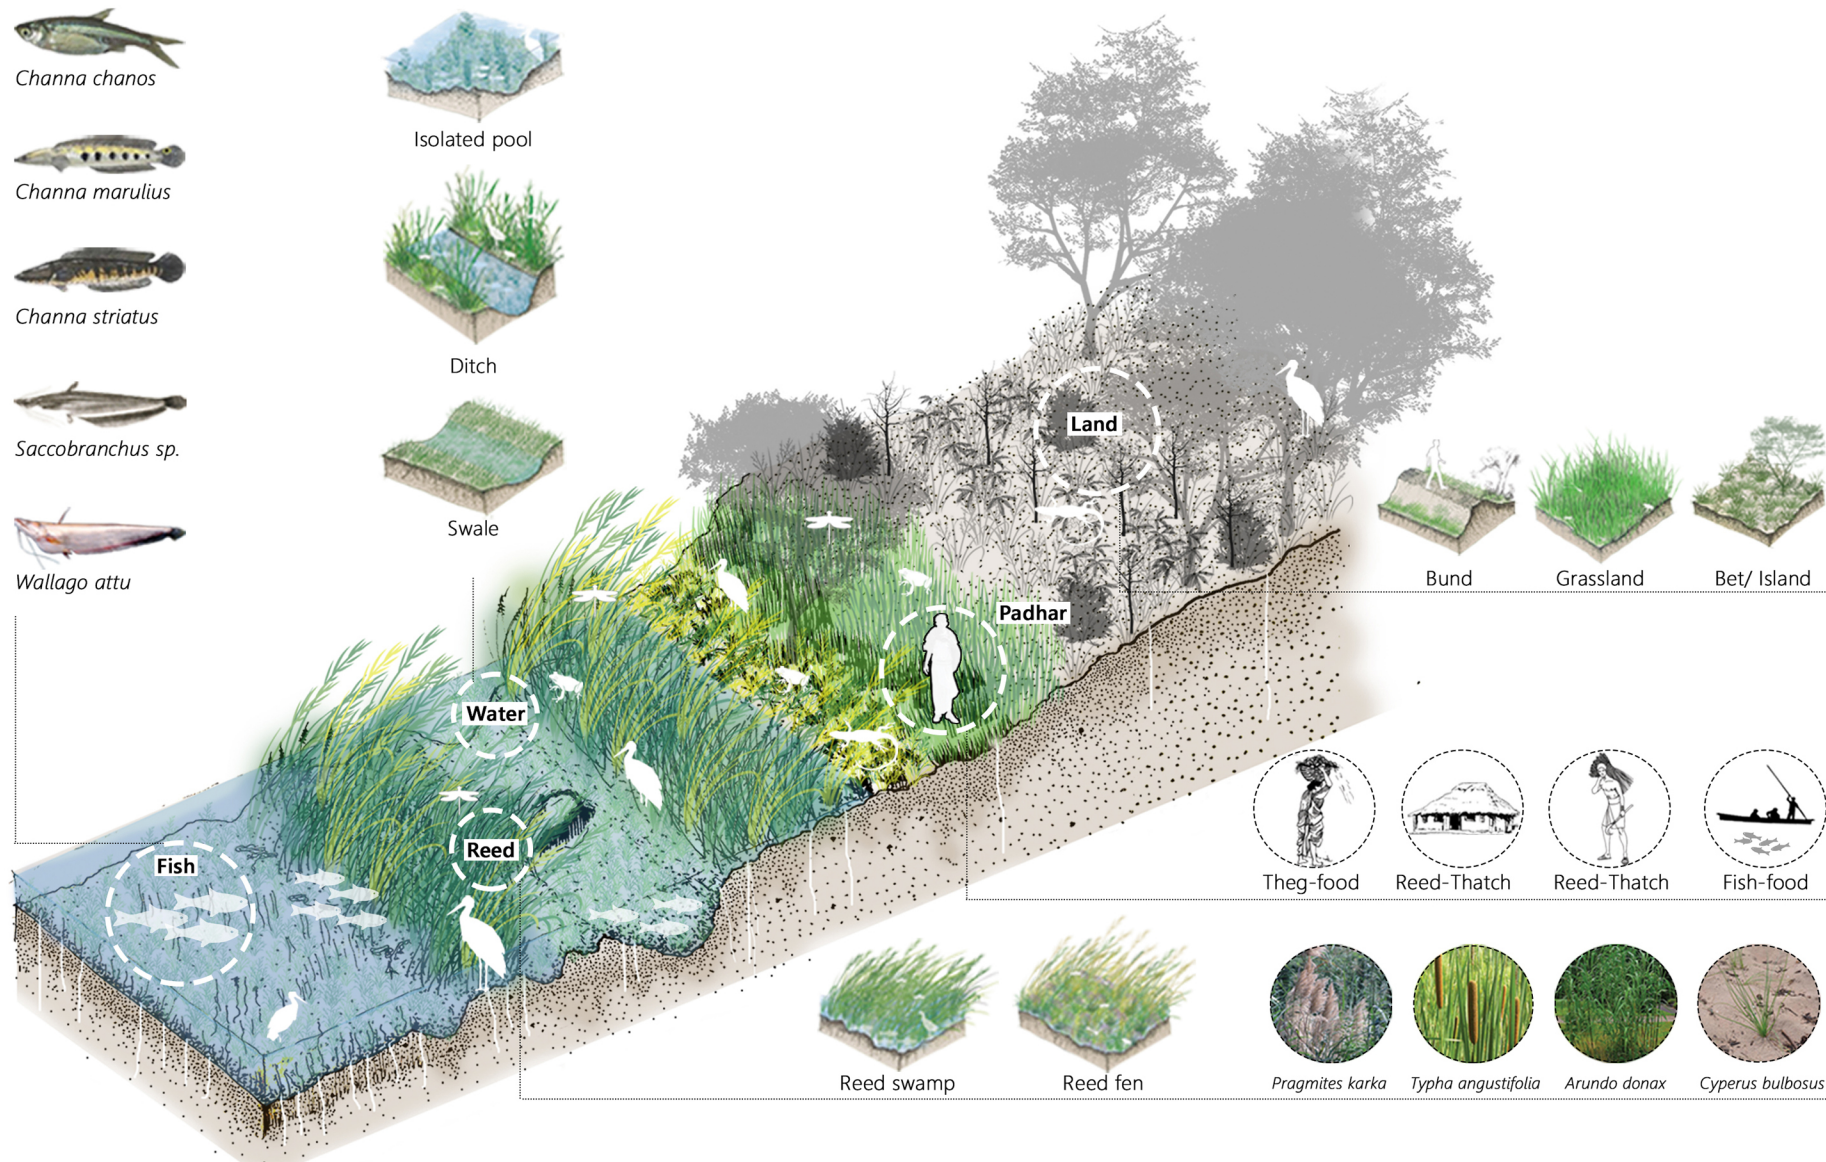 Channa chanos
Channa marulius
Channa striatus
Saccobranchus sp.
Wallago attu
Isolated pool
Ditch
Swale
Land
Padhar
Water
Reed
Fish
Bund
Grassland
Bet/ Island
Theg-food
Reed-Thatch
Reed-Thatch
Fish-food
Reed swamp
Reed fen
Pragmites karka
Typha angustifolia
Arundo donax
Cyperus bulbosus